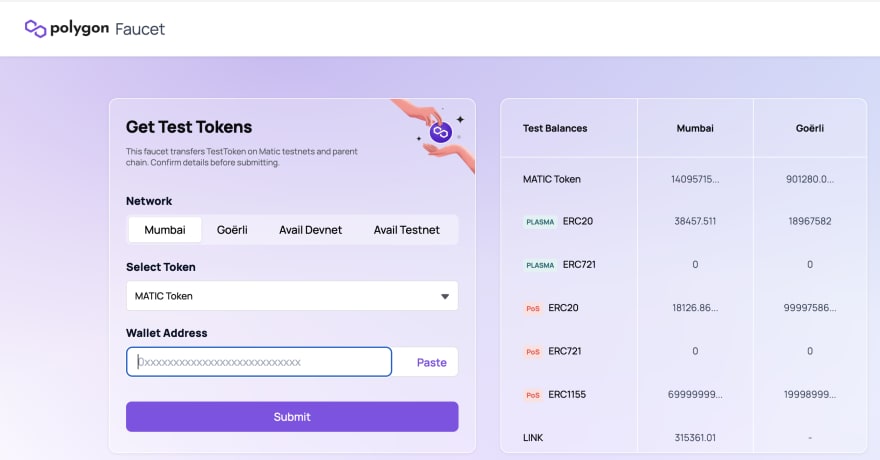 polygon Faucet
Get Test Tokens
This faucet transfers TestToken on Matic testnets and parent
chain. Confirm details before submitting.
Network
Mumbai Goërli Avail Devnet Avail Testnet
Select Token
MATIC Token
Wallet Address
0xxxxxxxxxxxxxxxxxxxxxxxxxxxx Paste
Submit
Test Balances Mumbai Goërli
MATIC Token 14095715... 901280.0...
PLASMA ERC20 38457.511 18967582
PLASMA ERC721 0 0
PoS ERC20 18126.86... 99997586...
PoS ERC721 0 0
PoS ERC1155 69999999... 19998999...
LINK 315361.01 -